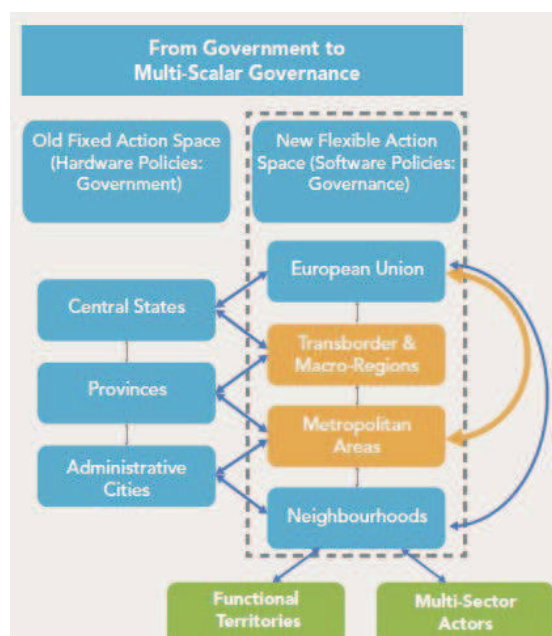 From Government to
Multi-Scalar Governance
Old Fixed Action Space
(Hardware Policies:
Government)
New Flexible Action
Space (Software Policies:
Governance)
European Union
Central States
Transborder &
Macro-Regions
Provinces
Metropolitan
Areas
Administrative
Cities
Neighbourhoods
Functional
Territories
Multi-Sector
Actors